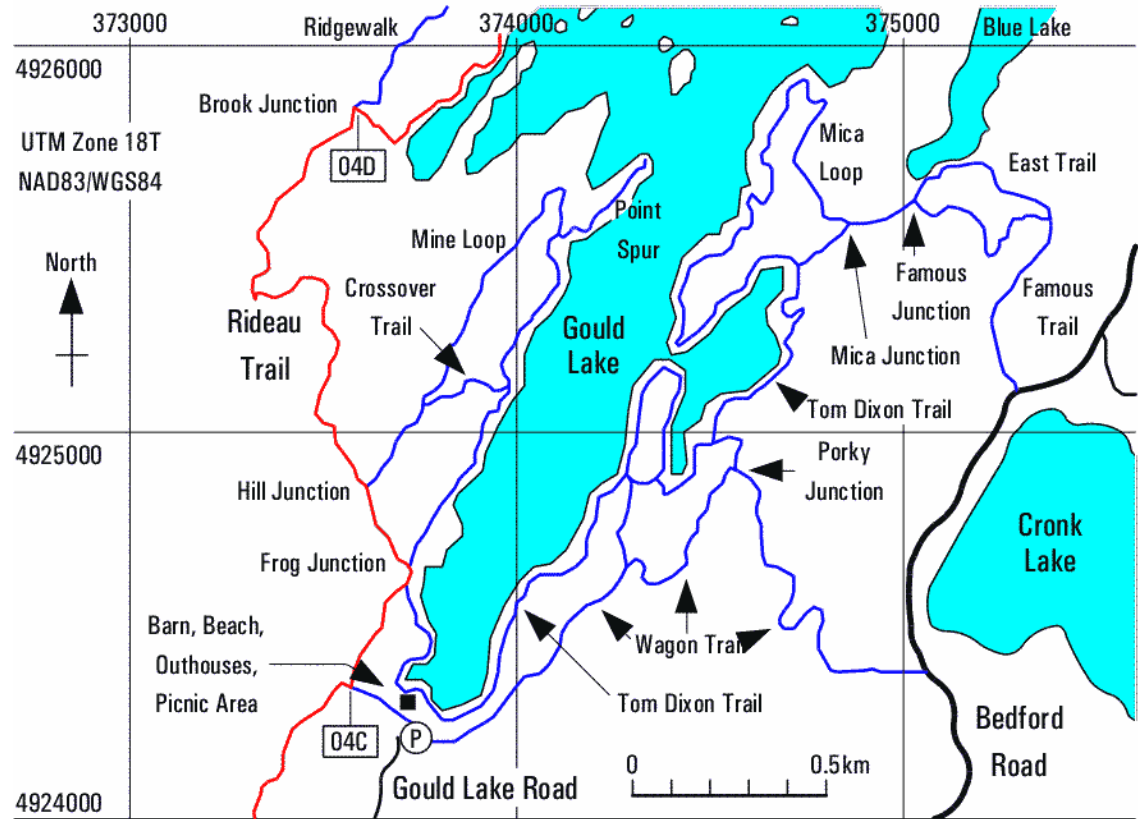 373000
374000
375000
Ridgewalk
Blue Lake
4926000
Brook Junction
UTM Zone 18T
NAD83/WGS84
04D
Mica
Loop
East Trail
Mine Loop
Point
Spur
North
Crossover
Trail
Famous
Junction
Famous
Trail
Rideau
Trail
Gould
Lake
Mica Junction
Tom Dixon Trail
4925000
Porky
Junction
Hill Junction
Cronk
Lake
Frog Junction
Barn, Beach,
Outhouses,
Picnic Area
Wagon Trail
Tom Dixon Trail
04C
P
Bedford
Road
0 0.5km
Gould Lake Road
4924000